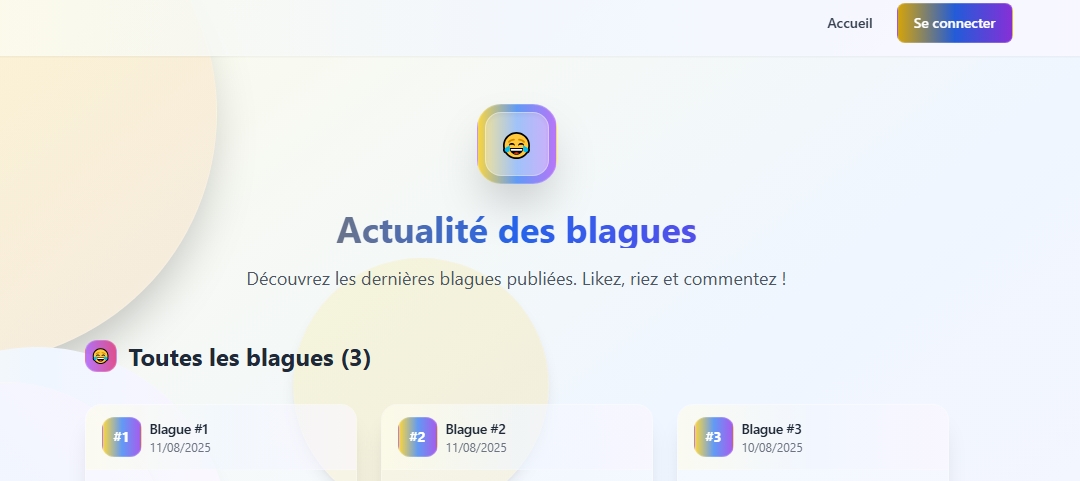 Accueil
Se connecter
Actualité des blagues
Découvrez les dernières blagues publiées. Likez, riez et commentez !
Toutes les blagues (3)
#1
Blague #1
11/08/2025
#2
Blague #2
11/08/2025
#3
Blague #3
10/08/2025